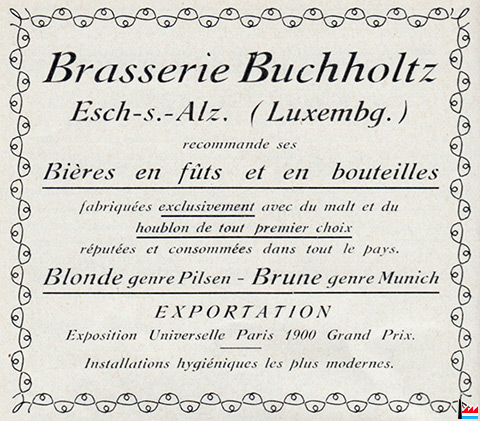 Brasserie Buchholtz
Esch-s.-Alz. (Luxembg.)
recommande ses
Bières en fûts et en bouteilles
fabriquées exclusivement avec du malt et du
houblon de tout premier choix
réputées et consommées dans tout le pays.
Blonde genre Pilsen - Brune genre Munich
EXPORTATION
Exposition Universelle Paris 1900 Grand Prix.
Installations hygiéniques les plus modernes.